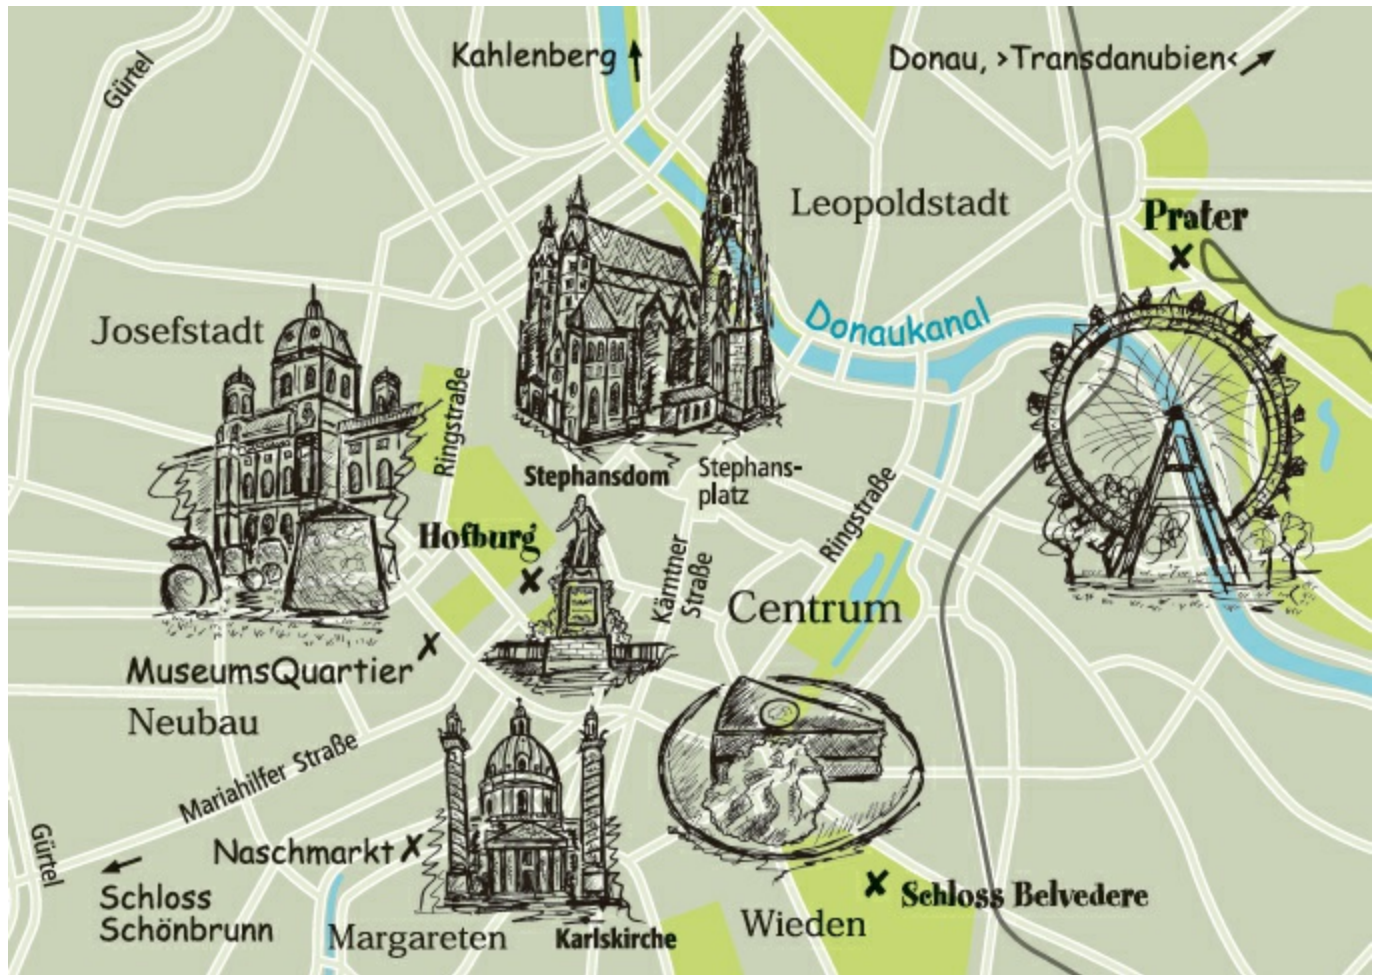 Kahlenberg
Donau, ›Transdanubien‹
Gürtel
Leopoldstadt
Prater
Donaukanal
Josefstadt
Ringstraße
Stephansdom
Stephans-
platz
Hofburg
Ringstraße
Kärntner
Straße
Centrum
MuseumsQuartier
Neubau
Mariahilfer Straße
Naschmarkt
Gürtel
Schloss
Schönbrunn
Margareten
Karlskirche
Wieden
Schloss Belvedere